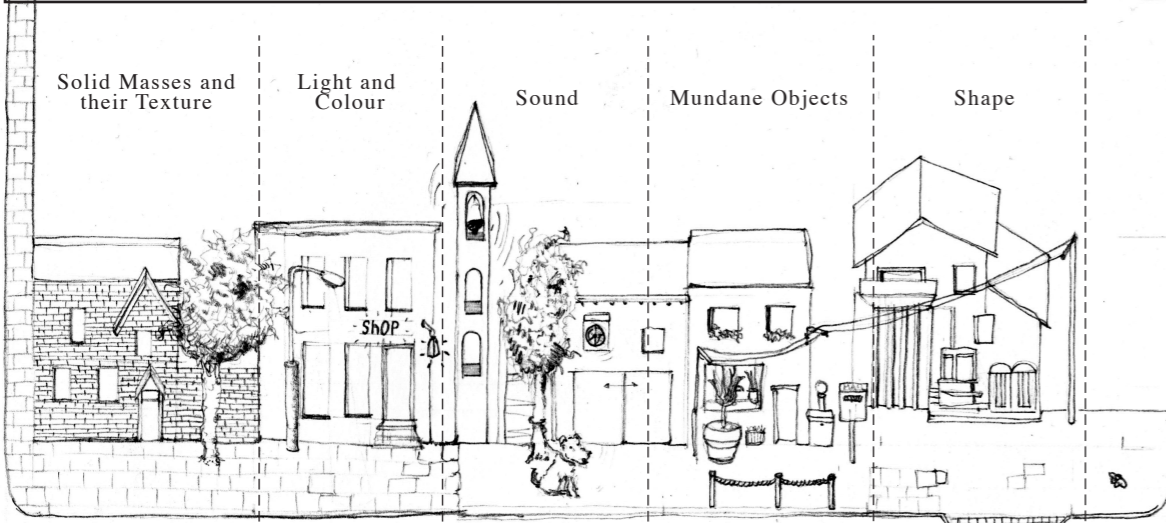 Solid Masses and
their Texture
Light and
Colour
Sound
Mundane Objects
Shape
ShOP